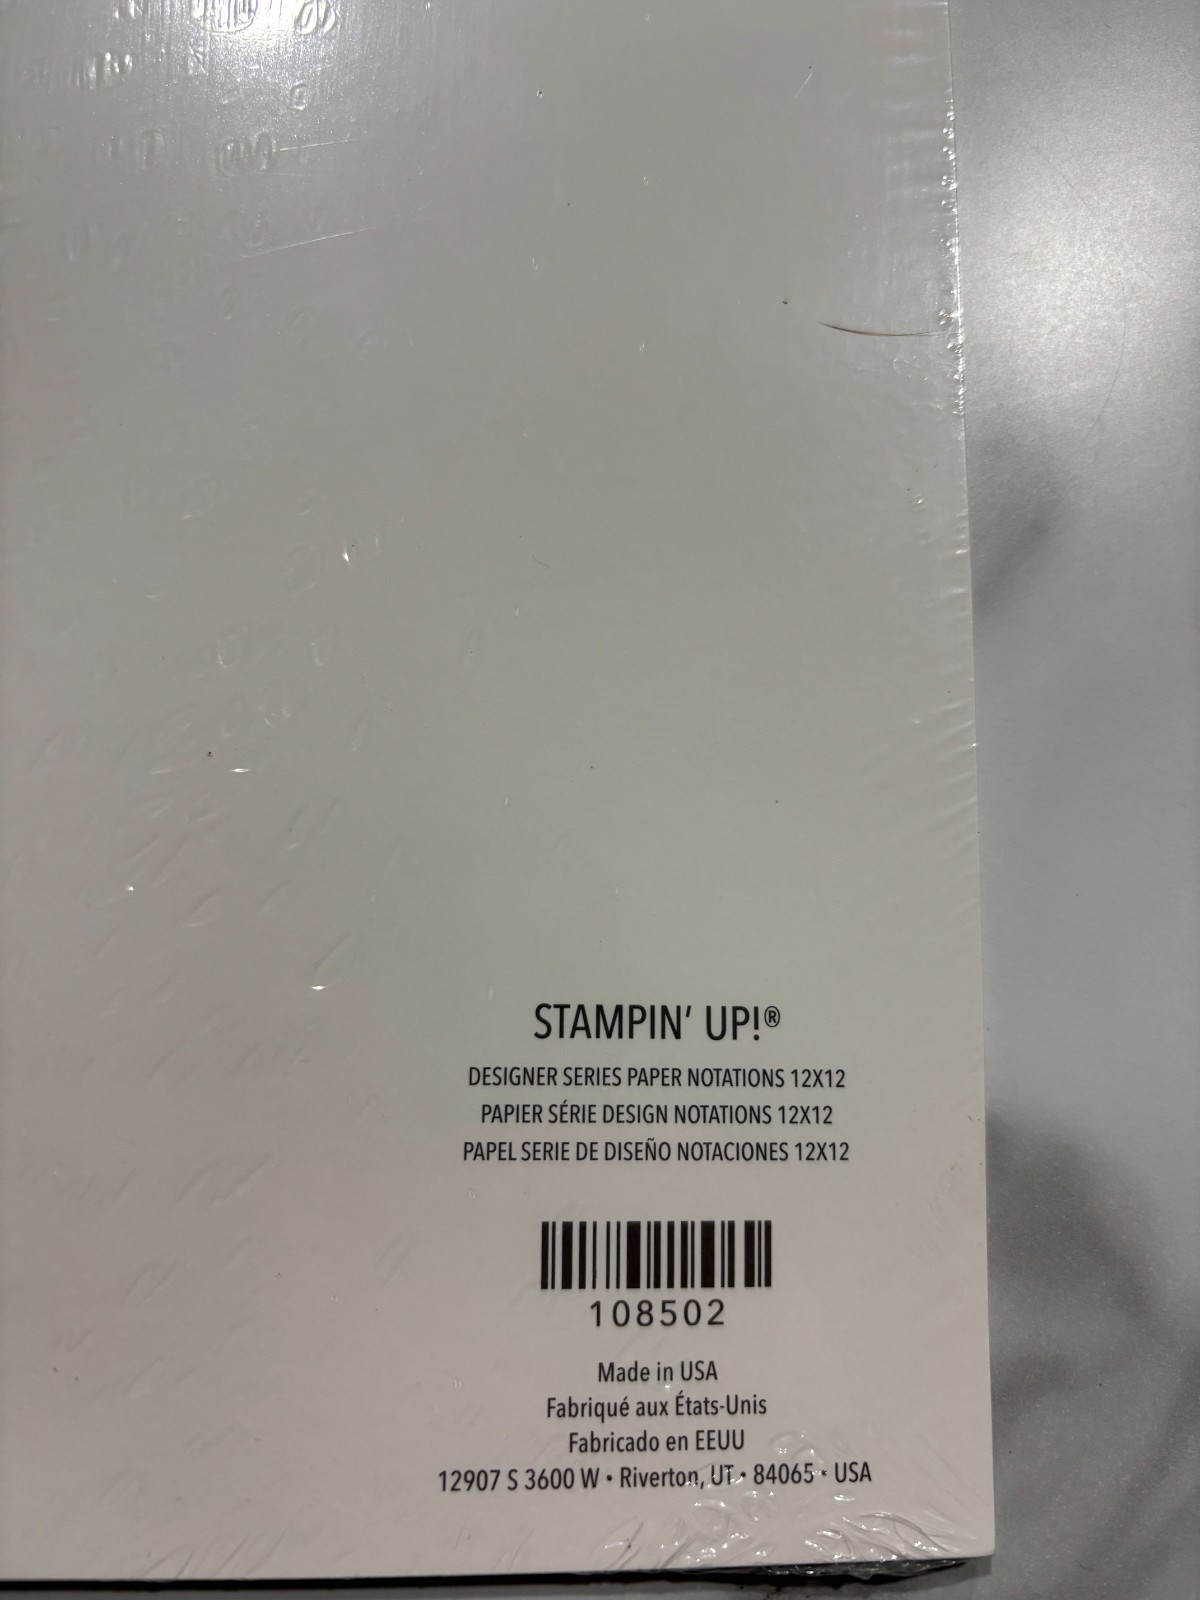 STAMPIN' UP!®
DESIGNER SERIES PAPER NOTATIONS 12X12
PAPIER SÉRIE DESIGN NOTATIONS 12X12
PAPEL SERIE DE DISEÑO NOTACIONES 12X12
108502
Made in USA
Fabriqué aux États-Unis
Fabricado en EEUU
12907 S 3600 W • Riverton, UT • 84065 • USA